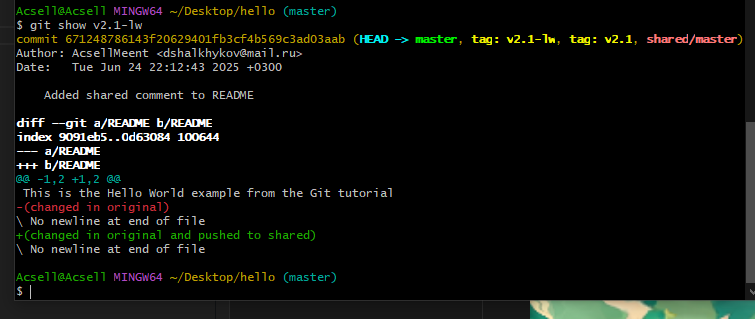 Acsell@Acsell MINGW64 ~/Desktop/hello (master)
$ git show v2.1-lw
commit 671248786143f20629401fb3cf4b569c3ad03aab (HEAD -> master, tag: v2.1-lw, tag: v2.1, shared/master)
Author: AcsellMeent <dshalkhykov@mail.ru>
Date:   Tue Jun 24 22:12:43 2025 +0300

    Added shared comment to README

diff --git a/README b/README
index 9091eb5..0d63084 100644
--- a/README
+++ b/README
@@ -1,2 +1,2 @@
 This is the Hello World example from the Git tutorial
-(changed in original)
\ No newline at end of file
+(changed in original and pushed to shared)
\ No newline at end of file

Acsell@Acsell MINGW64 ~/Desktop/hello (master)
$